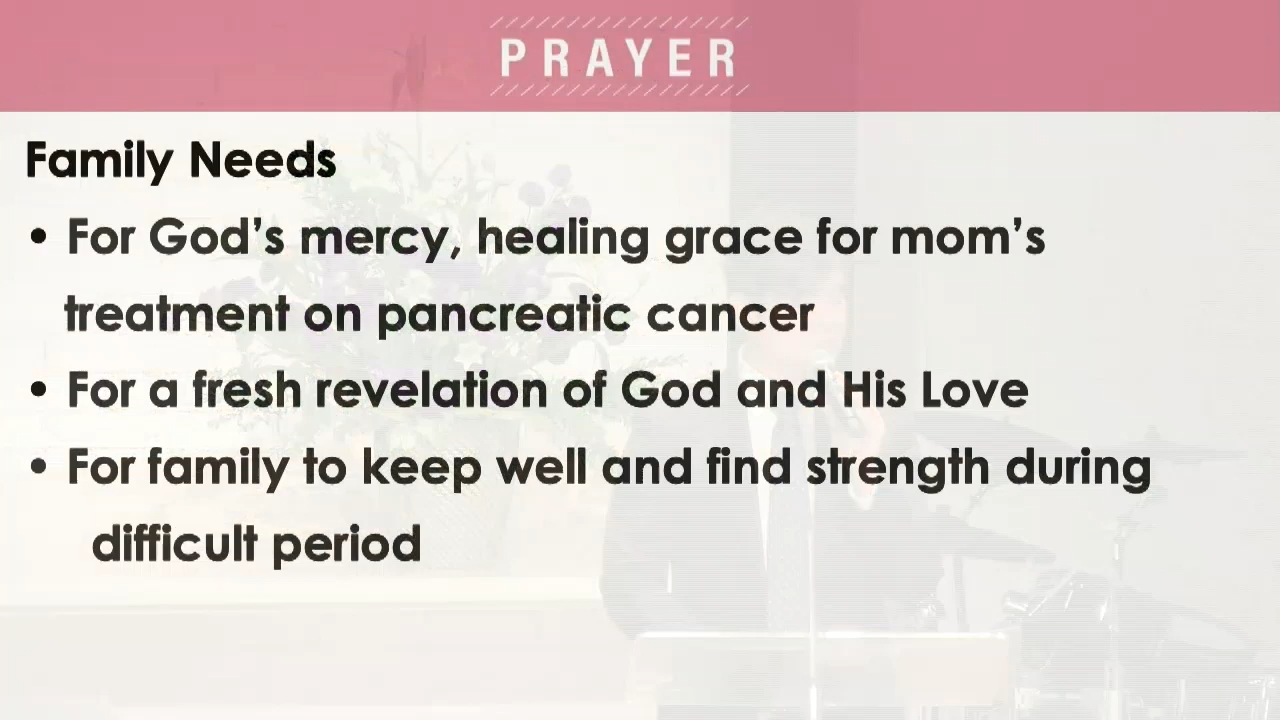 PRAYER
Family Needs
• For God’s mercy, healing grace for mom’s
treatment on pancreatic cancer
• For a fresh revelation of God and His Love
• For family to keep well and find strength during
difficult period